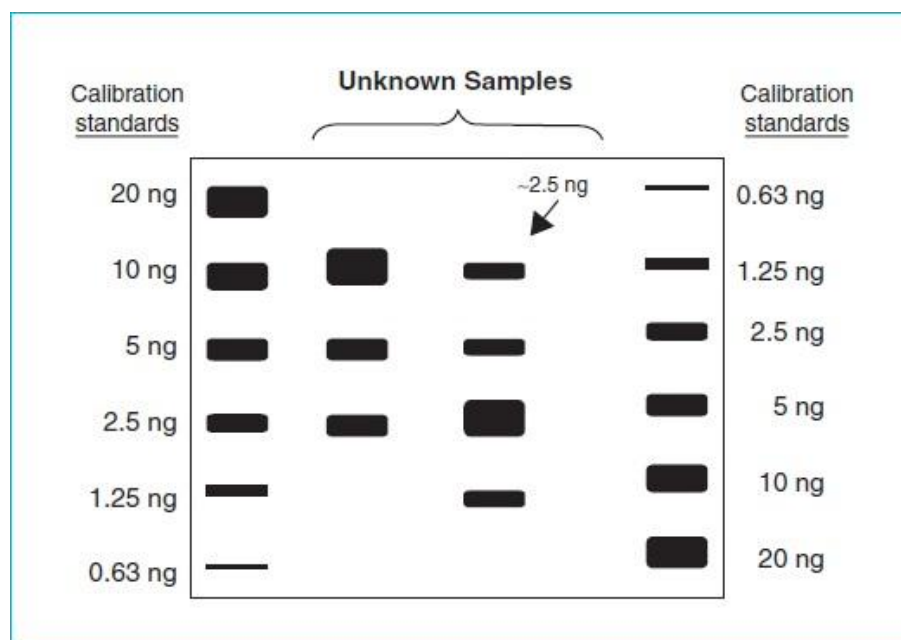 Unknown Samples
Calibration
standards
Calibration
standards
~2.5 ng
20 ng
10 ng
5 ng
2.5 ng
1.25 ng
0.63 ng
0.63 ng
1.25 ng
2.5 ng
5 ng
10 ng
20 ng